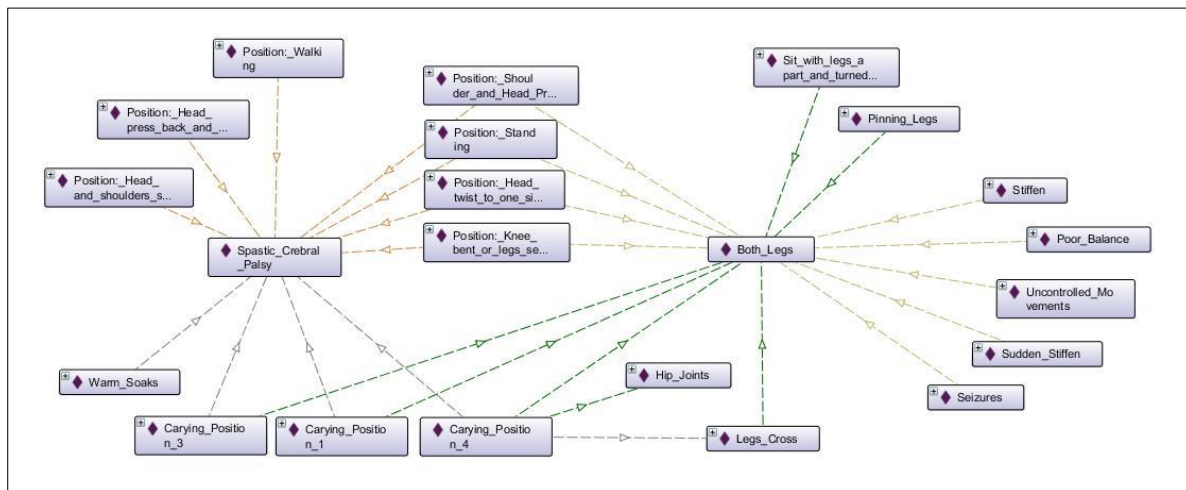 Position:_Walki
ng
Position:_Shoul
der_and_Head_Pr...
Sit_with_legs_a
part_and_turned...
Position:_Head_
press_back_and_...
Position:_Stand
ing
Pinning_Legs
Position:_Head_
and_shoulders_s...
Position:_Head_
twist_to_one_si...
Stiffen
Spastic_Crebral
_Palsy
Position:_Knee_
bent_or_legs_se...
Both_Legs
Poor_Balance
Uncontrolled_Mo
vements
Sudden_Stiffen
Warm_Soaks
Hip_Joints
Seizures
Carying_Positio
n_3
Carying_Positio
n_1
Carying_Positio
n_4
Legs_Cross